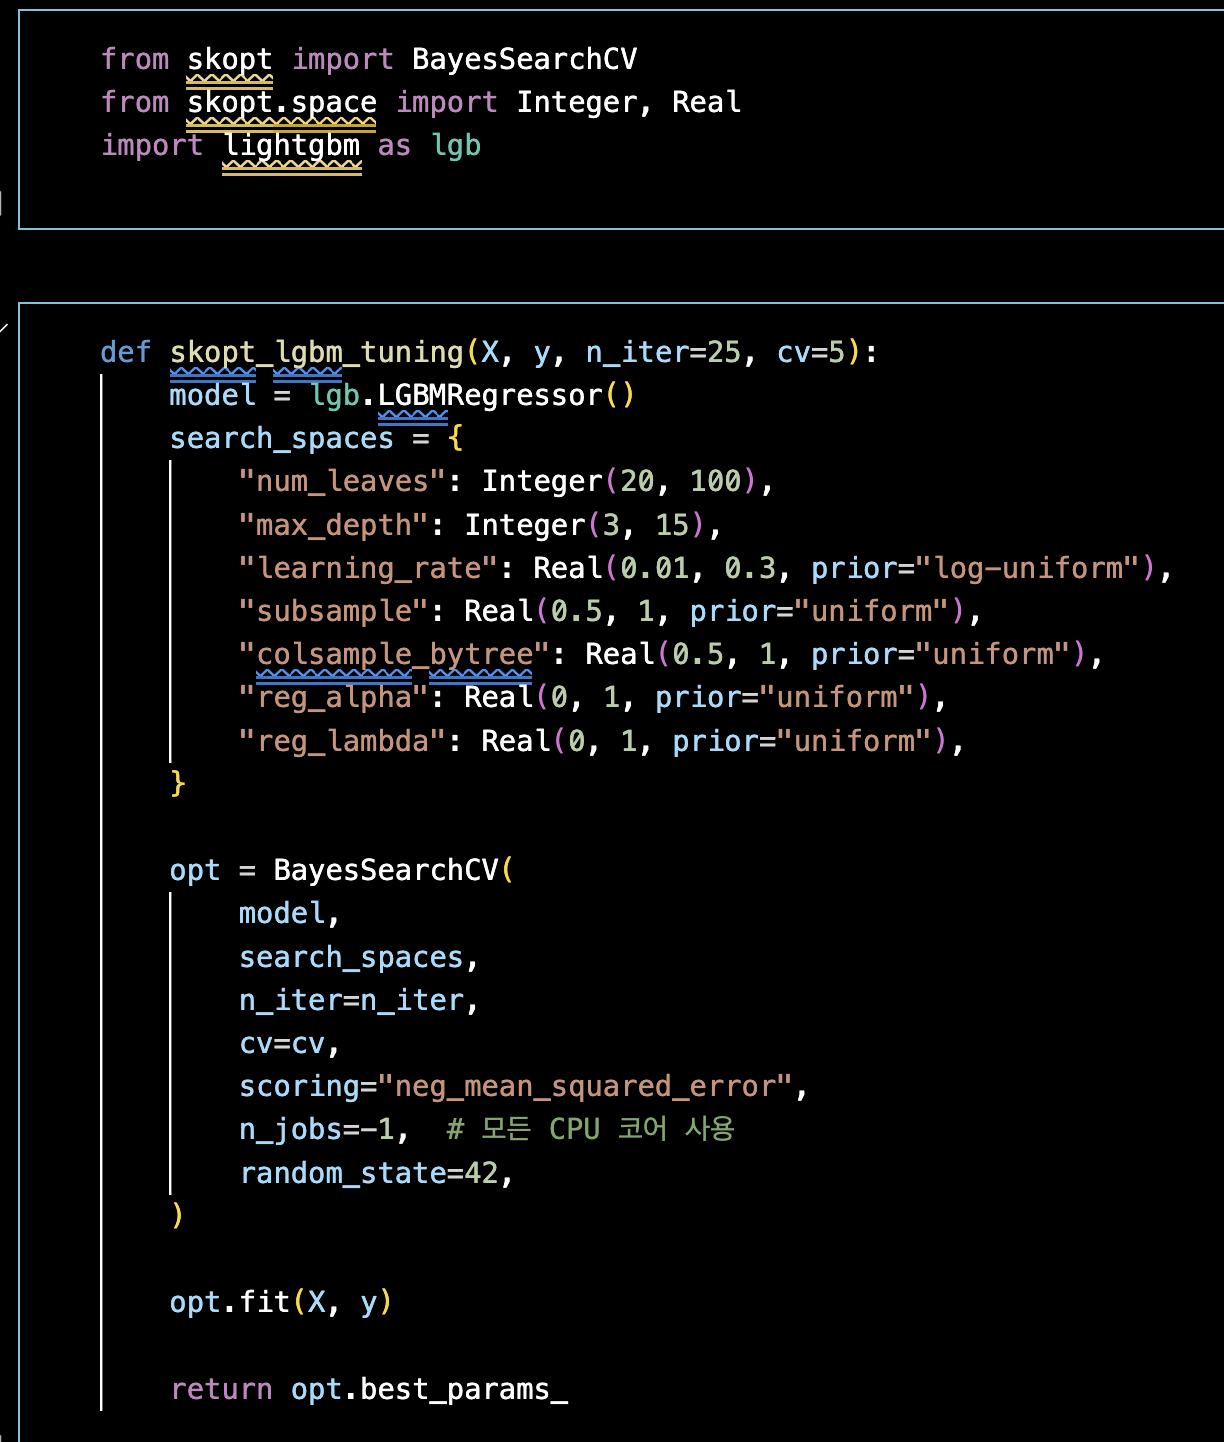 from skopt import BayesSearchCV
from skopt.space import Integer, Real
import lightgbm as lgb
def skopt_lgbm_tuning(X, y, n_iter=25, cv=5):
model = lgb.LGBMRegressor()
search_spaces = {
"num_leaves": Integer(20, 100),
"max_depth": Integer(3, 15),
"learning_rate": Real(0.01, 0.3, prior="log-uniform"),
"subsample": Real(0.5, 1, prior="uniform"),
"colsample_bytree": Real(0.5, 1, prior="uniform"),
"reg_alpha": Real(0, 1, prior="uniform"),
"reg_lambda": Real(0, 1, prior="uniform"),
}
opt = BayesSearchCV(
model,
search_spaces,
n_iter=n_iter,
cv=cv,
scoring="neg_mean_squared_error",
n_jobs=-1,  # 모든 CPU 코어 사용
random_state=42,
)
opt.fit(X, y)
return opt.best_params_